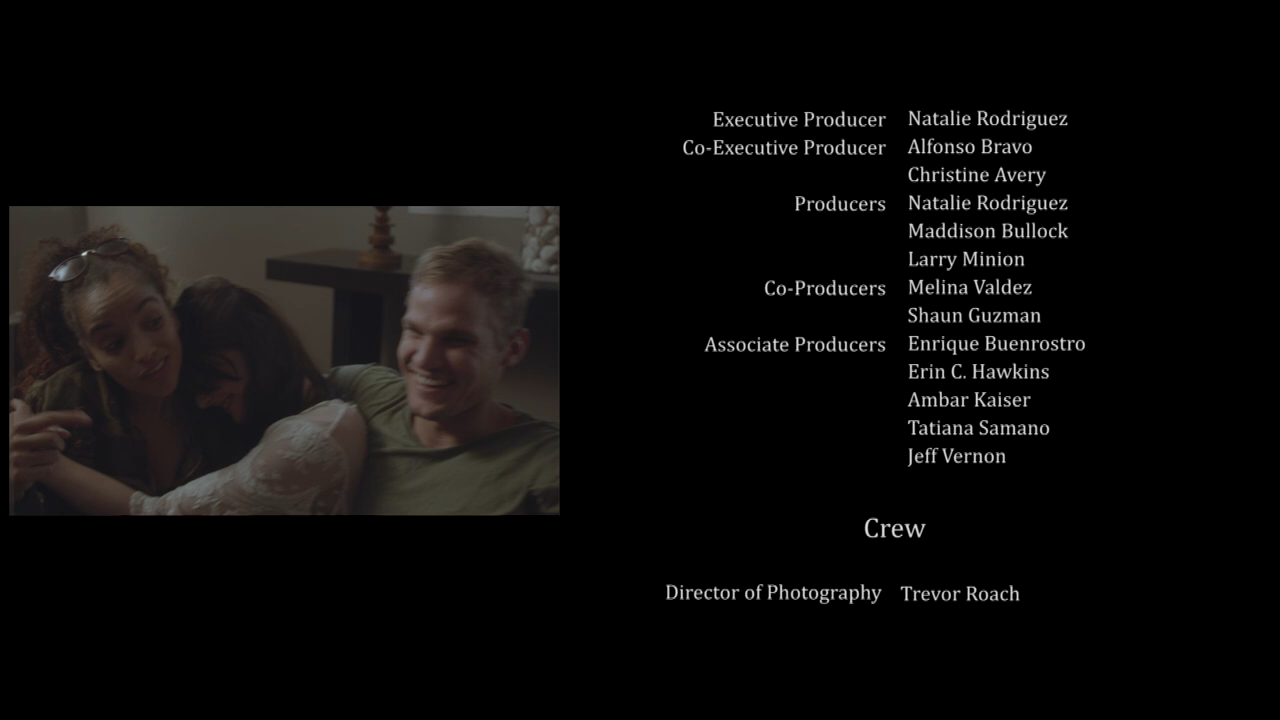 Executive Producer Natalie Rodriguez
Co-Executive Producer Alfonso Bravo
Christine Avery
Producers Natalie Rodriguez
Maddison Bullock
Larry Minion
Co-Producers Melina Valdez
Shaun Guzman
Associate Producers Enrique Buenrostro
Erin C. Hawkins
Ambar Kaiser
Tatiana Samano
Jeff Vernon
Crew
Director of Photography Trevor Roach